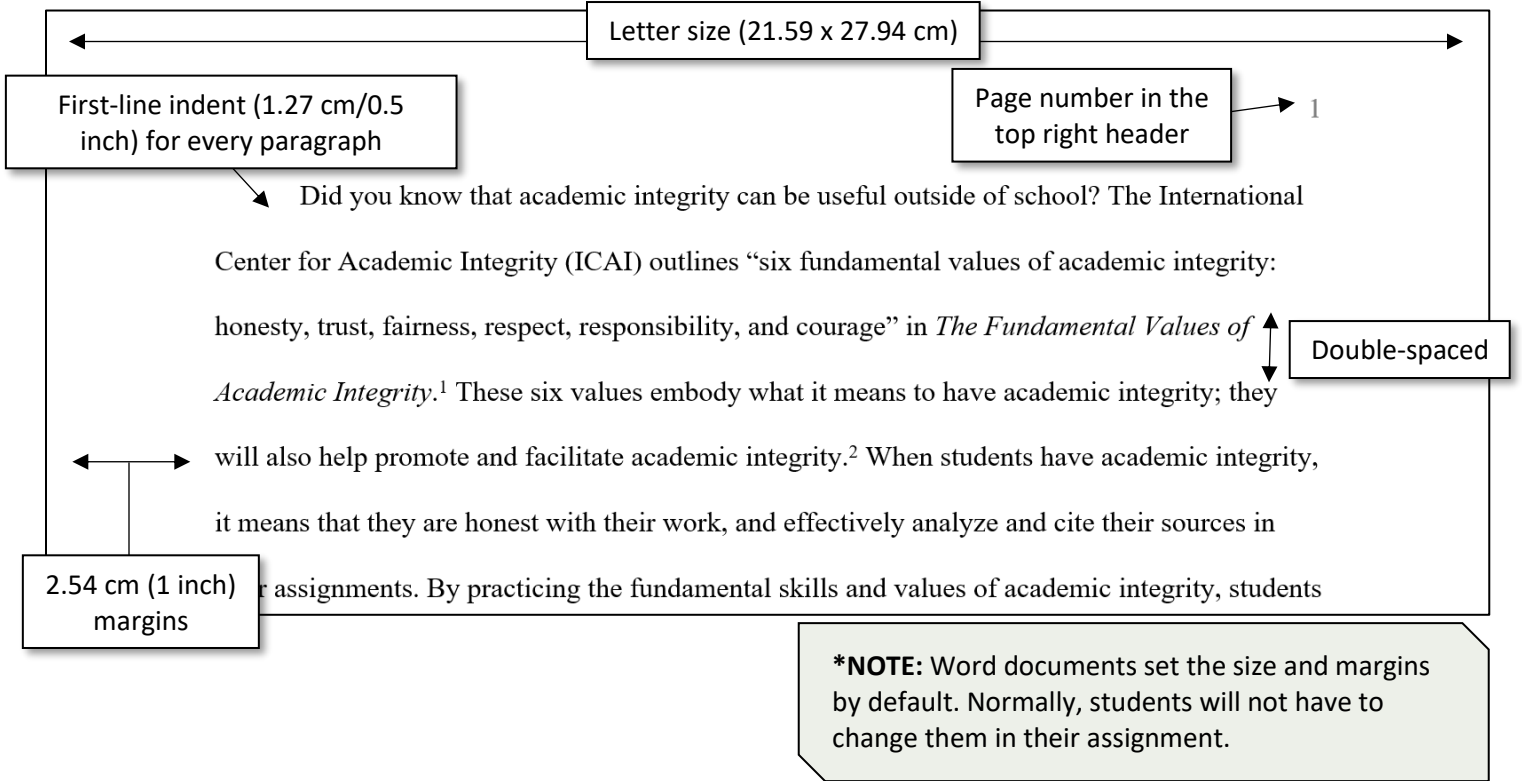 Letter size (21.59 x 27.94 cm)
First-line indent (1.27 cm/0.5
inch) for every paragraph
Page number in the
top right header
1
Did you know that academic integrity can be useful outside of school? The International
Center for Academic Integrity (ICAI) outlines “six fundamental values of academic integrity:
honesty, trust, fairness, respect, responsibility, and courage” in The Fundamental Values of
Academic Integrity.¹ These six values embody what it means to have academic integrity; they
will also help promote and facilitate academic integrity.² When students have academic integrity,
it means that they are honest with their work, and effectively analyze and cite their sources in
r assignments. By practicing the fundamental skills and values of academic integrity, students
Double-spaced
2.54 cm (1 inch)
margins
*NOTE: Word documents set the size and margins
by default. Normally, students will not have to
change them in their assignment.